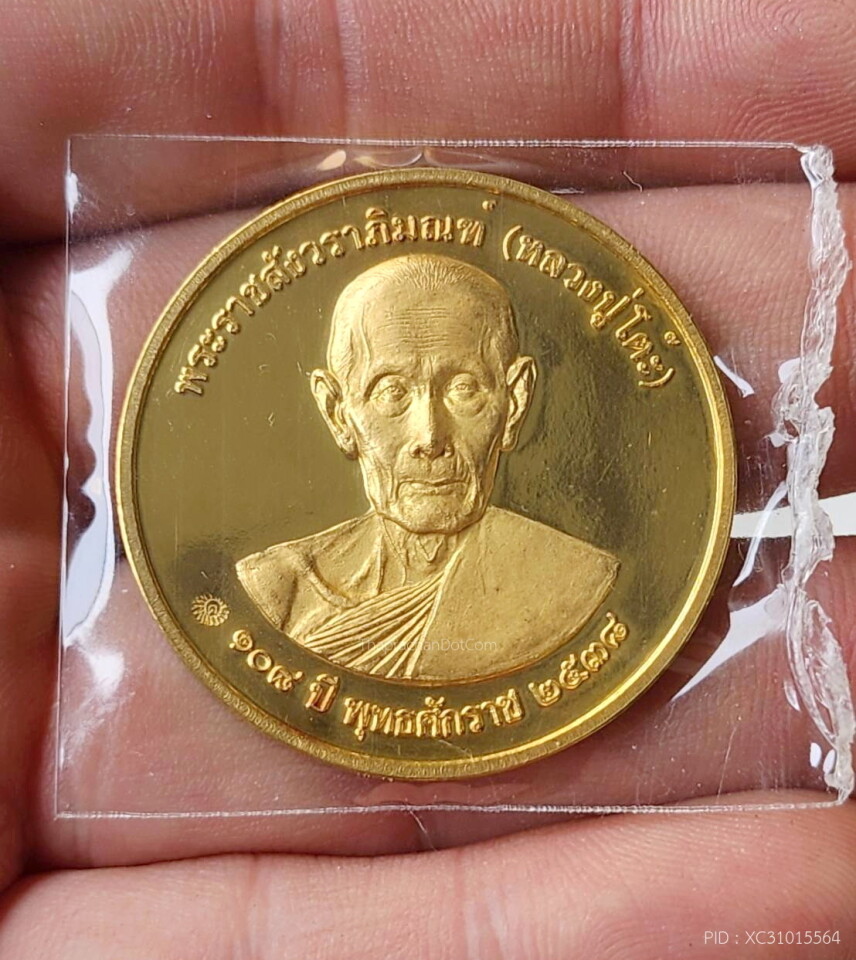 พระราชสังวราภิมณฑ์ (หลวงปู่โต๊ะ)
๑๐๘ ปี พุทธศักราช ๒๕๓๘
PID : XC31015564